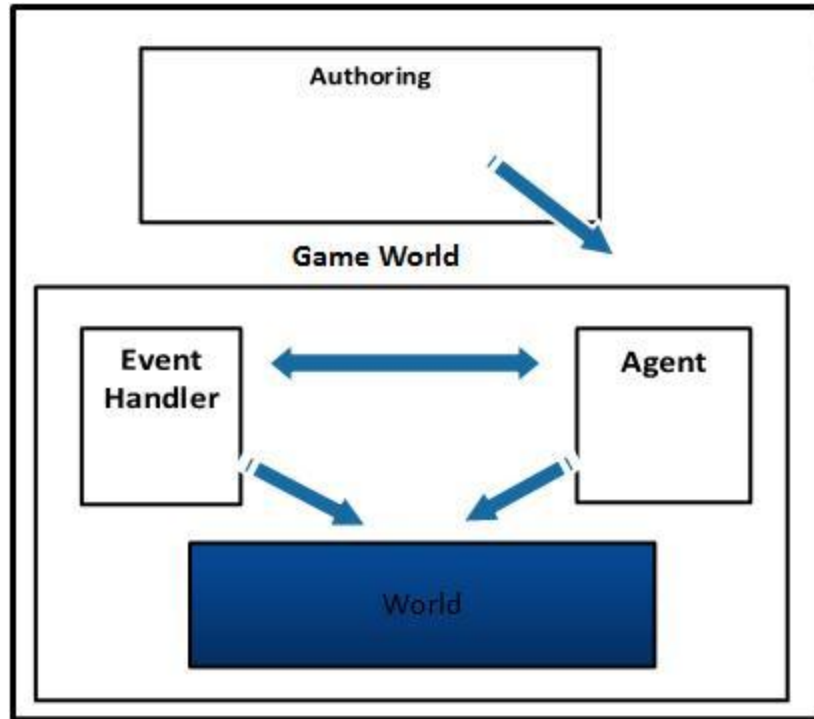 Authoring
Game World
Event
Handler
Agent
World